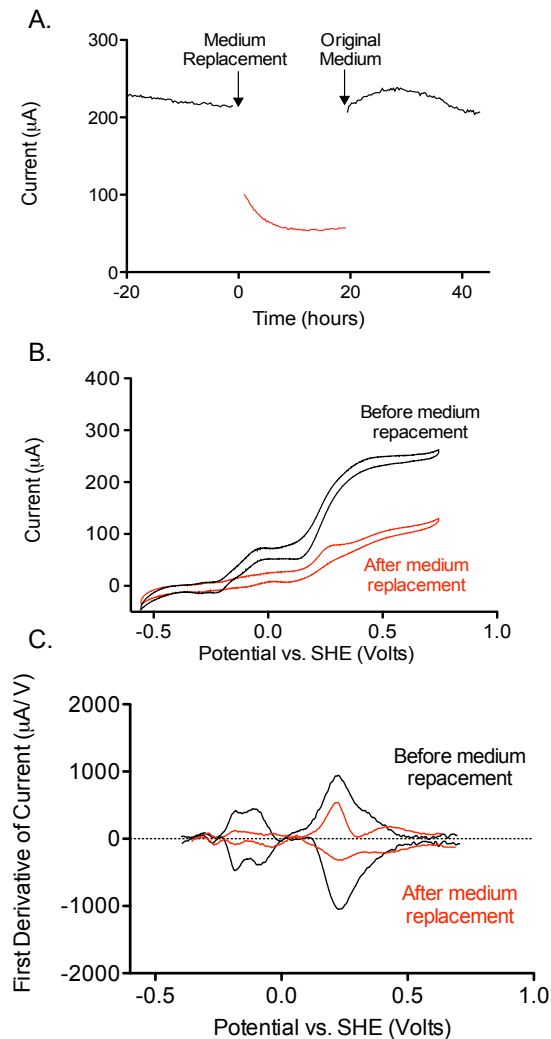 A.
Medium
Replacement
Original
Medium
300
200
100
0
Current (μA)
-20
0
20
40
Time (hours)
B.
400
300
200
100
0
Current (μA)
Before medium
repacement
After medium
replacement
-0.5
0.0
0.5
1.0
Potential vs. SHE (Volts)
C.
2000
1000
0
-1000
-2000
First Derivative of Current (μA/ V)
Before medium
repacement
After medium
replacement
-0.5
0.0
0.5
1.0
Potential vs. SHE (Volts)